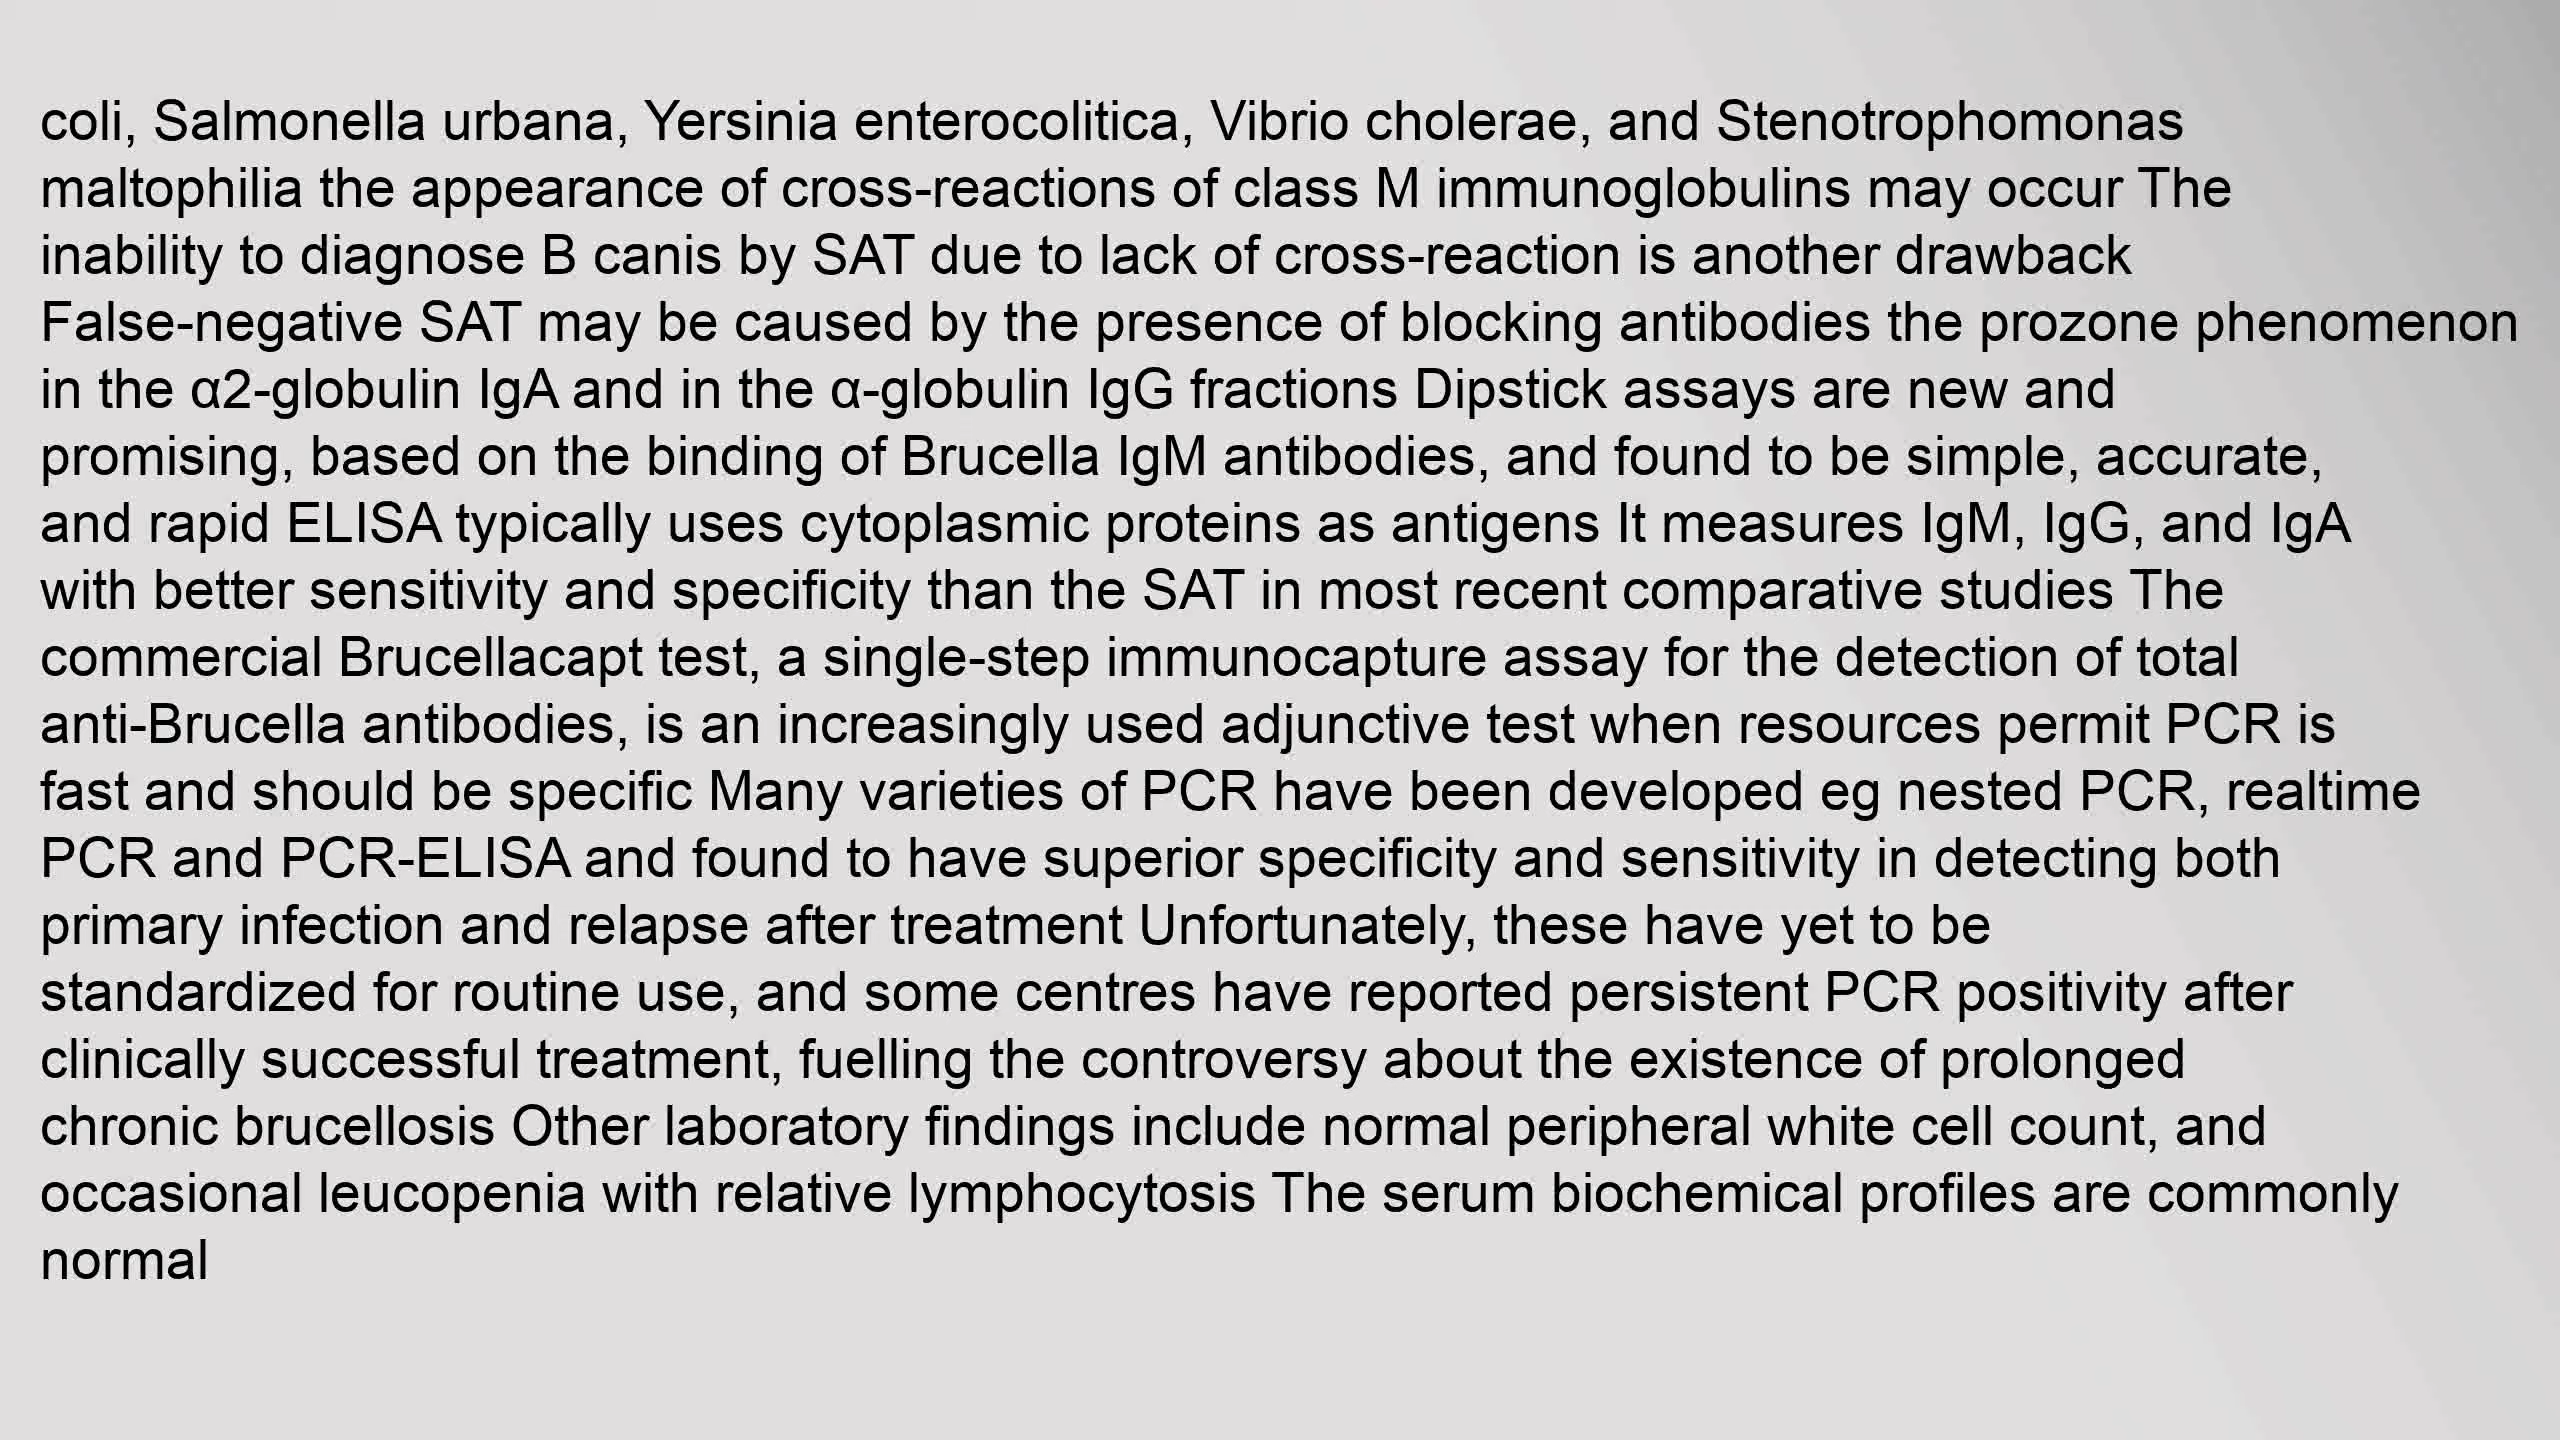 coli, Salmonella urbana, Yersinia enterocolitica, Vibrio cholerae, and Stenotrophomonas
maltophilia the appearance of cross-reactions of class M immunoglobulins may occur The
inability to diagnose B canis by SAT due to lack of cross-reaction is another drawback
False-negative SAT may be caused by the presence of blocking antibodies the prozone phenomenon
in the α2-globulin IgA and in the α-globulin IgG fractions Dipstick assays are new and
promising, based on the binding of Brucella IgM antibodies, and found to be simple, accurate,
and rapid ELISA typically uses cytoplasmic proteins as antigens It measures IgM, IgG, and IgA
with better sensitivity and specificity than the SAT in most recent comparative studies The
commercial Brucellacapt test, a single-step immunocapture assay for the detection of total
anti-Brucella antibodies, is an increasingly used adjunctive test when resources permit PCR is
fast and should be specific Many varieties of PCR have been developed eg nested PCR, realtime
PCR and PCR-ELISA and found to have superior specificity and sensitivity in detecting both
primary infection and relapse after treatment Unfortunately, these have yet to be
standardized for routine use, and some centres have reported persistent PCR positivity after
clinically successful treatment, fuelling the controversy about the existence of prolonged
chronic brucellosis Other laboratory findings include normal peripheral white cell count, and
occasional leucopenia with relative lymphocytosis The serum biochemical profiles are commonly
normal